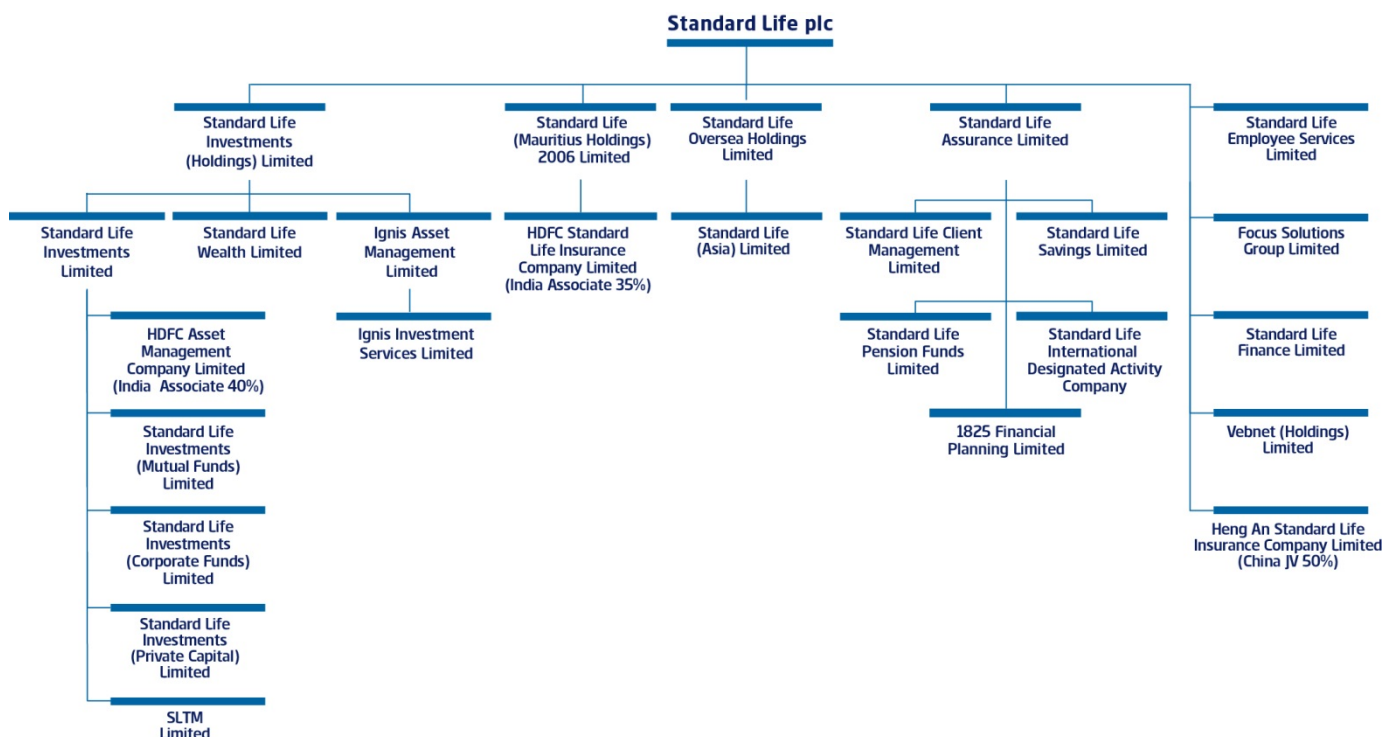 Standard Life plc
Standard Life
Investments
(Holdings) Limited
Standard Life
(Mauritius Holdings)
2006 Limited
Standard Life
Oversea Holdings
Limited
Standard Life
Assurance Limited
Standard Life
Employee Services
Limited
Standard Life
Investments
Limited
Standard Life
Wealth Limited
Ignis Asset
Management
Limited
HDFC Standard
Life Insurance
Company Limited
(India Associate 35%)
Standard Life
(Asia) Limited
Standard Life Client
Management
Limited
Standard Life
Savings Limited
Focus Solutions
Group Limited
HDFC Asset
Management
Company Limited
(India Associate 40%)
Ignis Investment
Services Limited
Standard Life
Pension Funds
Limited
Standard Life
International
Designated Activity
Company
Standard Life
Finance Limited
Standard Life
Investments
(Mutual Funds)
Limited
1825 Financial
Planning Limited
Vebnet (Holdings)
Limited
Standard Life
Investments
(Corporate Funds)
Limited
Heng An Standard Life
Insurance Company Limited
(China JV 50%)
Standard Life
Investments
(Private Capital)
Limited
SLTM
Limited